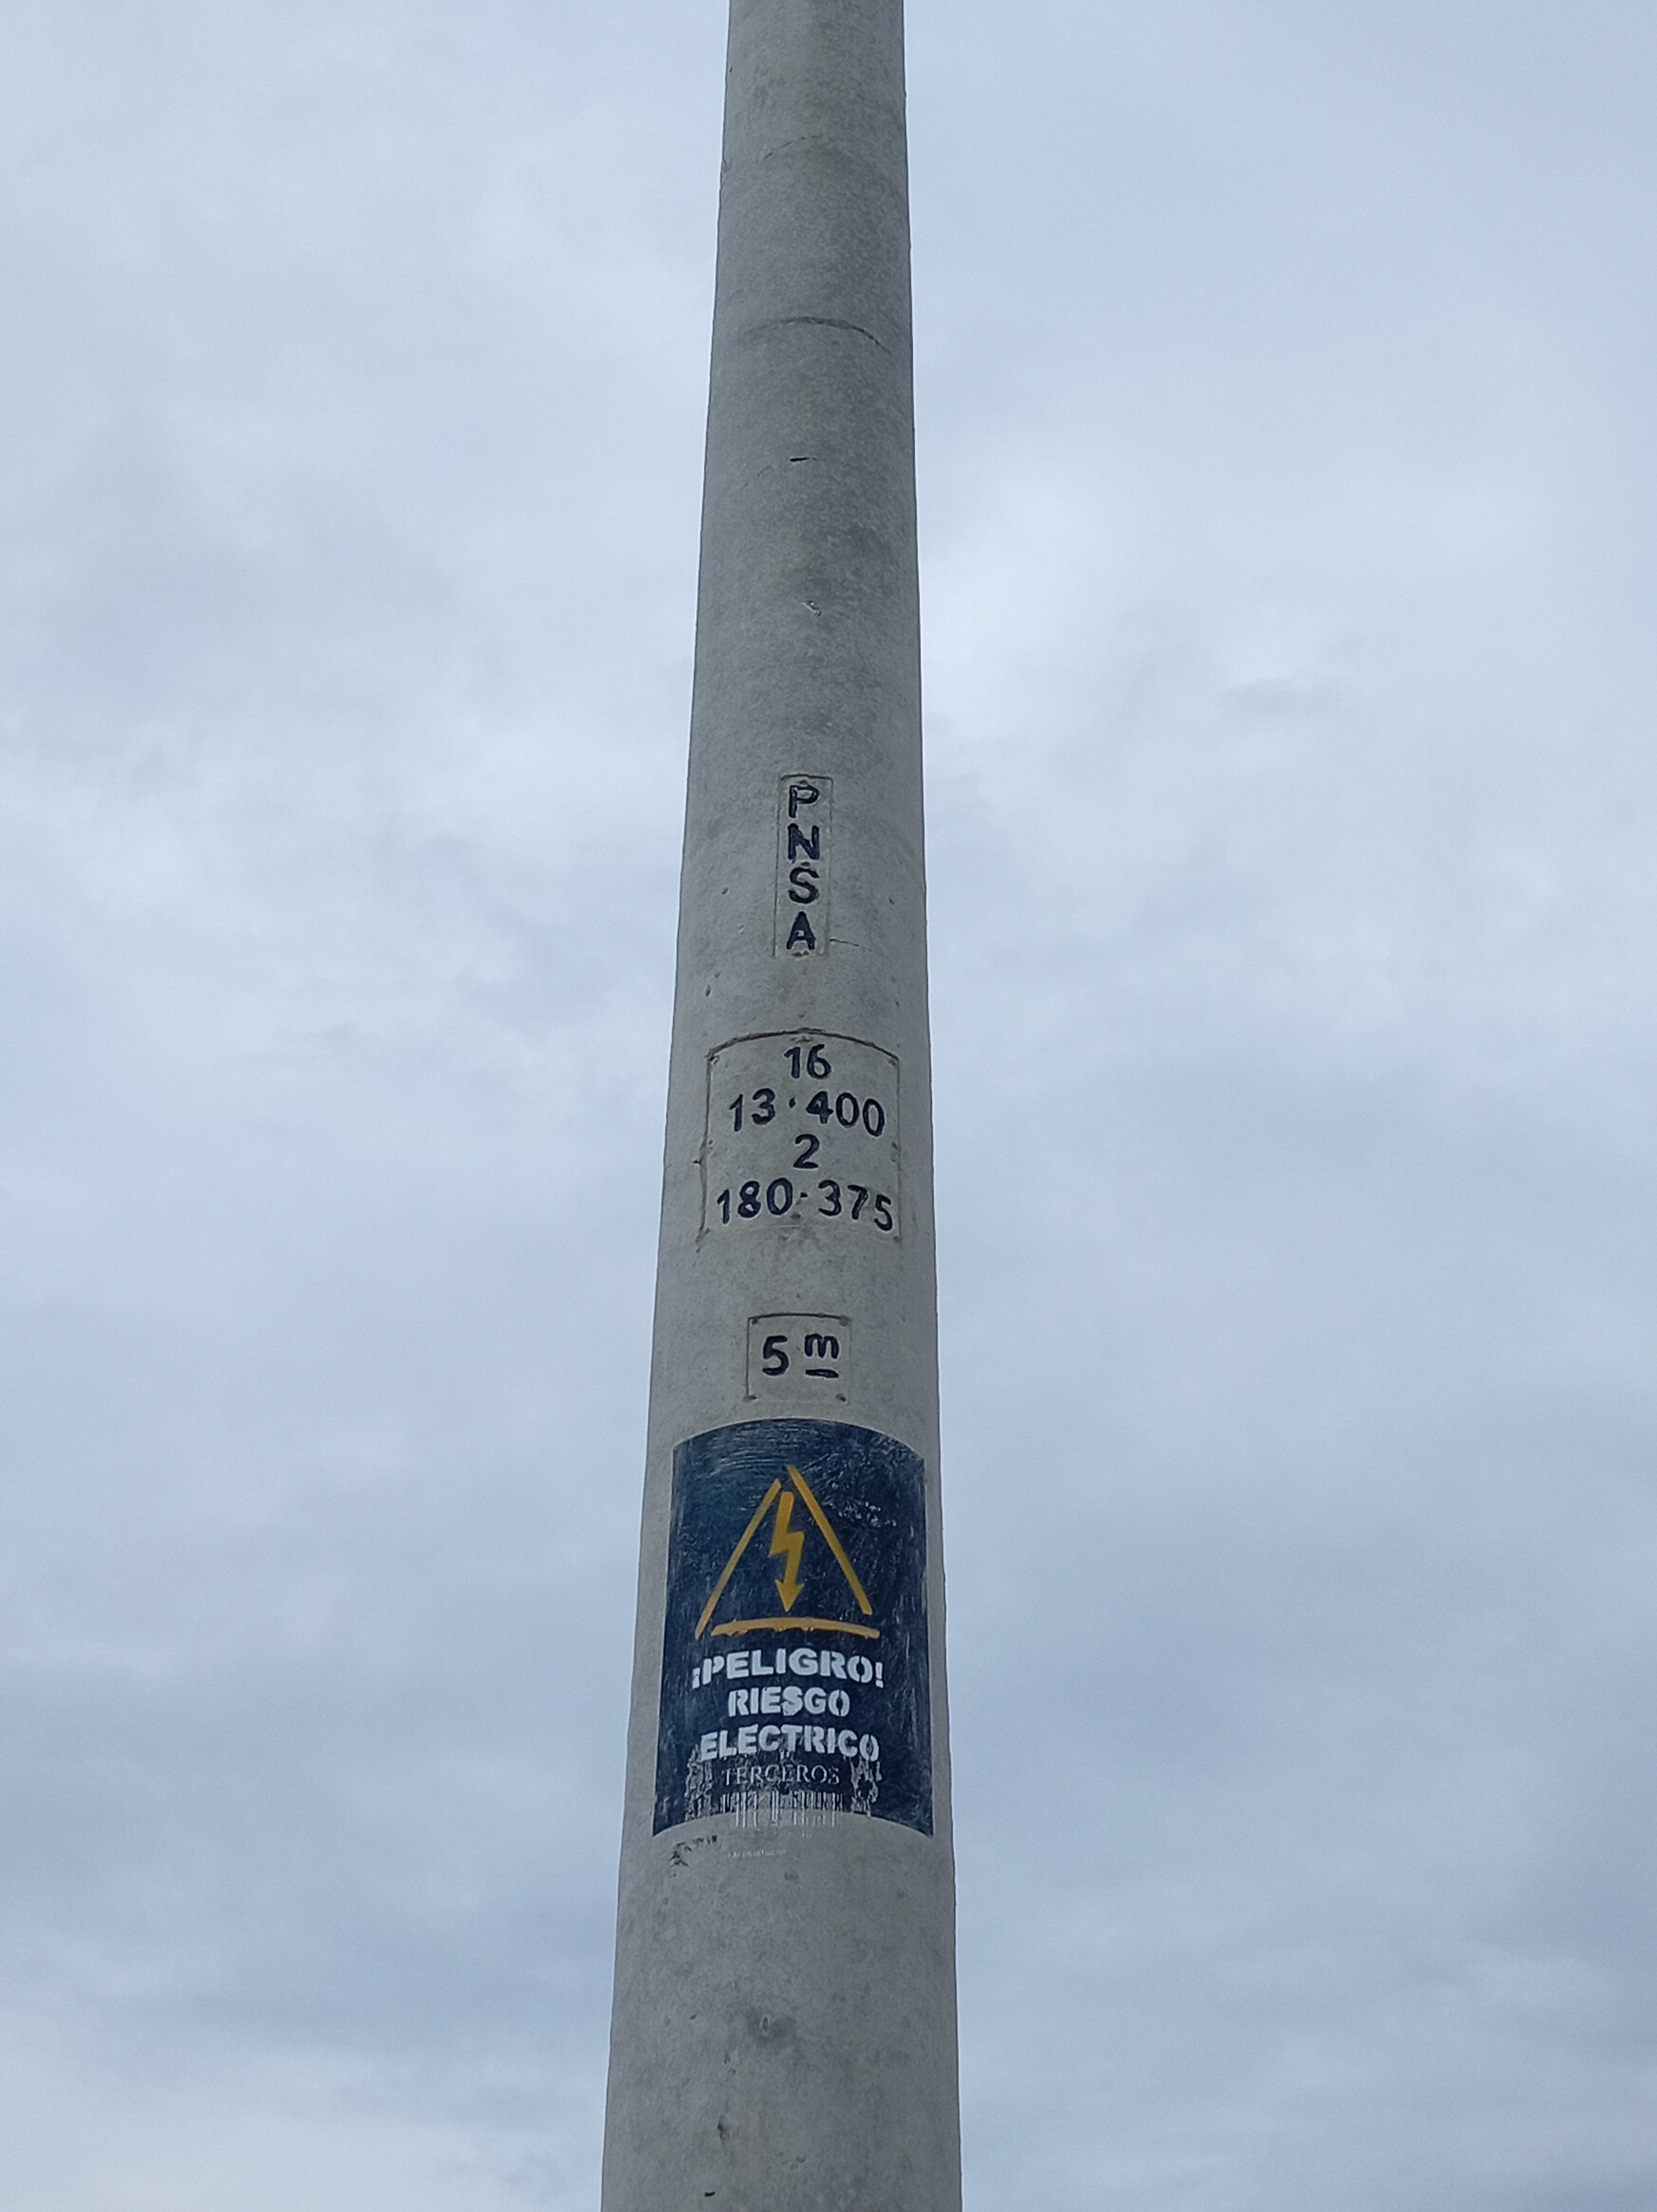 P
N
S
A
16
13·400
2
180·375
5 m
¡PELIGRO!
RIESGO
ELECTRICO
TERCEROS